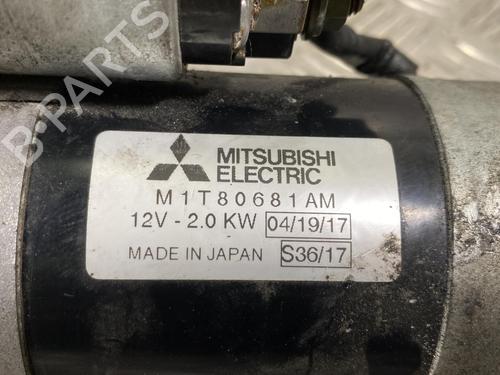 MITSUBISHI
ELECTRIC
M1T80681AM
12V - 2.0 KW 04/19/17
MADE IN JAPAN S36/17
B-PARTS